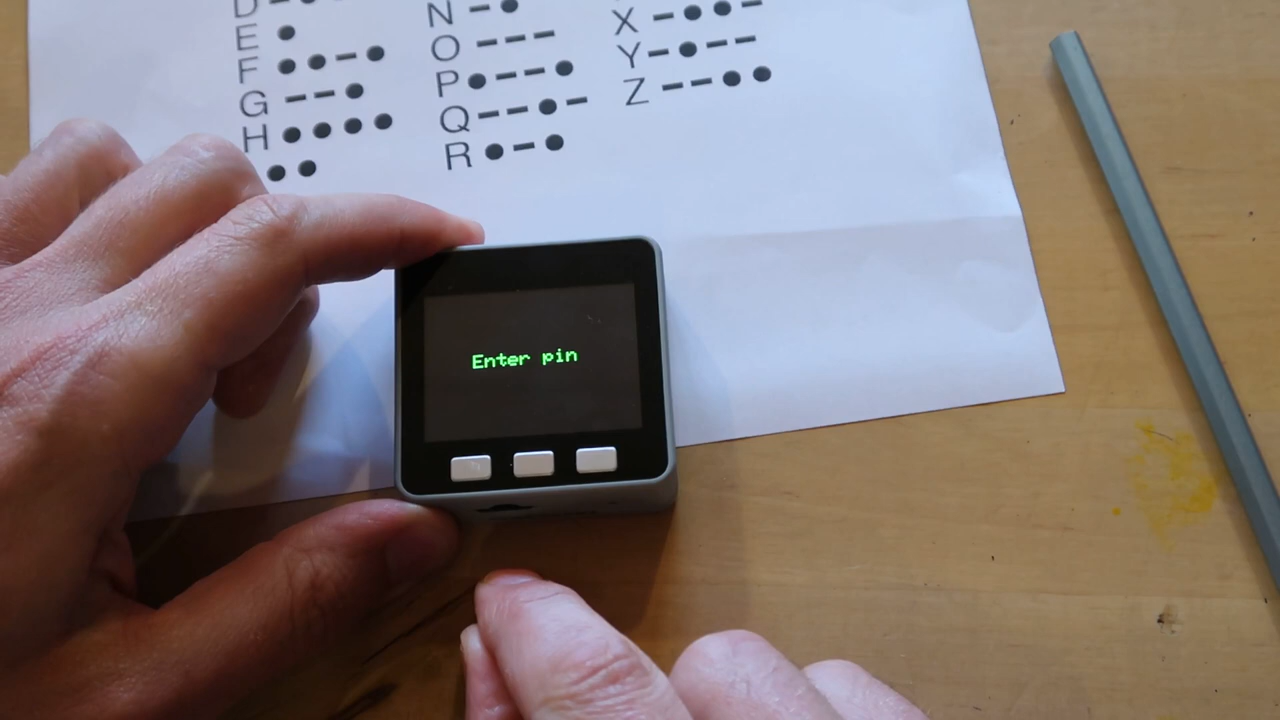 D
E ●
F ● ● – ●
G – – ●
H ● ● ● ●
● ●
N – ●
O – – –
P ● – – ●
Q – – ● –
R ● – ●
X – ● ● –
Y – ● – –
Z – – ● ●
Enter pin